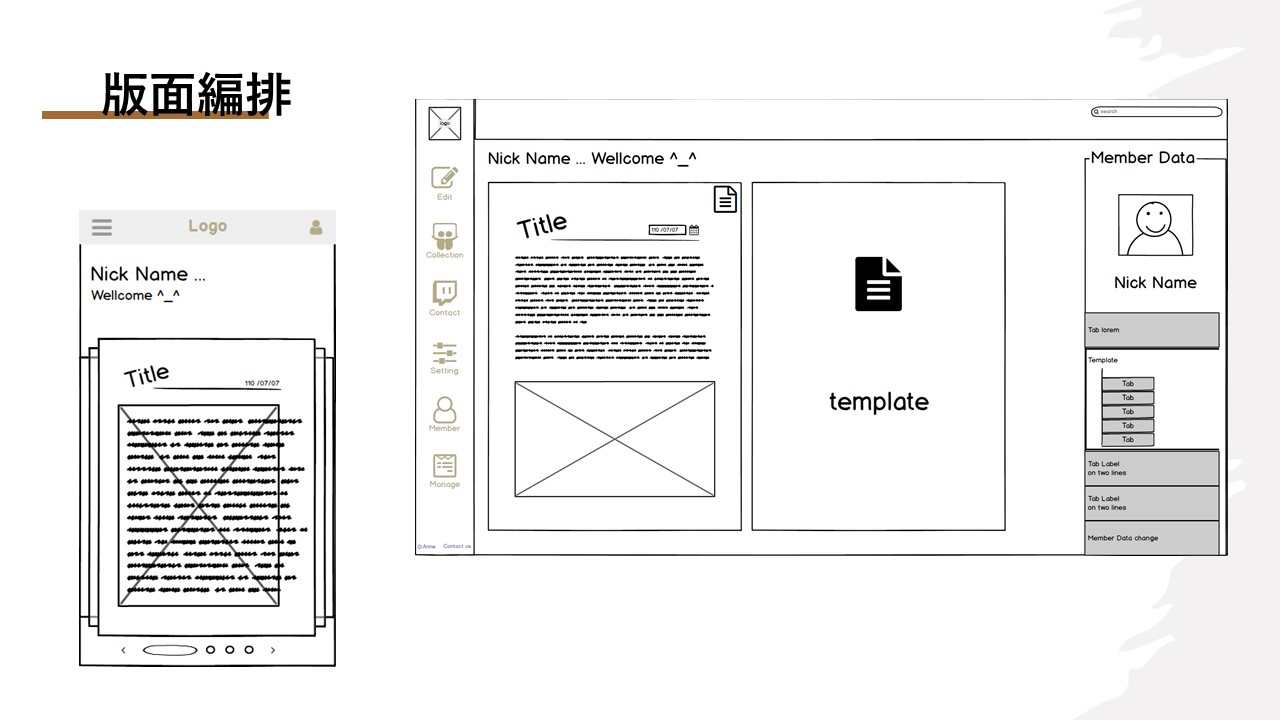 版面編排
Logo
Nick Name ...
Wellcome ^_^
Title
110 /07/07
logo
search
Nick Name ... Wellcome ^_^
Edit
Collection
Contact
Setting
Member
Manage
©Anne Contact us
Title
110 /07/07
template
Member Data
Nick Name
Tab lorem
Template
Tab
Tab
Tab
Tab
Tab
Tab Label
on two lines
Tab Label
on two lines
Member Data change